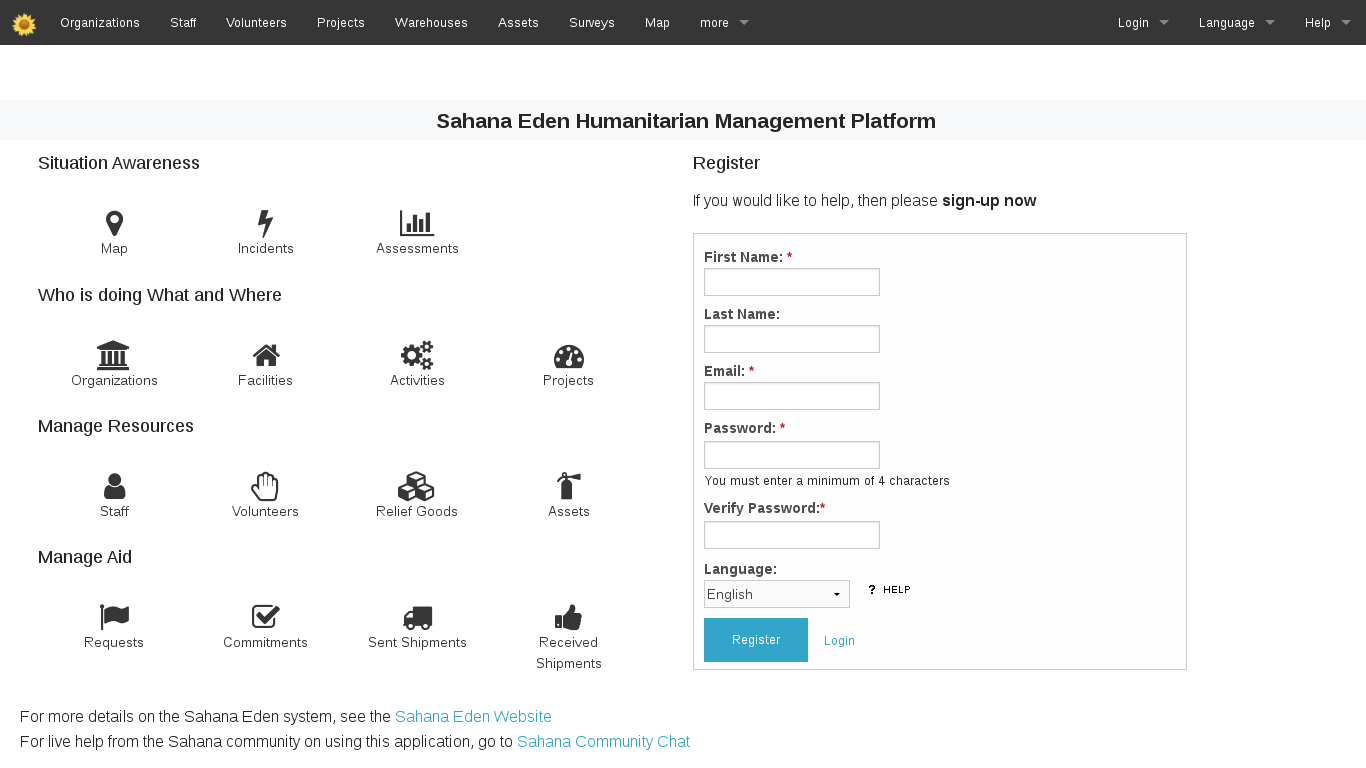 Organizations Staff Volunteers Projects Warehouses Assets Surveys Map more Login Language Help
Sahana Eden Humanitarian Management Platform
Situation Awareness
Map Incidents Assessments
Who is doing What and Where
Organizations Facilities Activities Projects
Manage Resources
Staff Volunteers Relief Goods Assets
Manage Aid
Requests Commitments Sent Shipments Received
Shipments
Register
If you would like to help, then please sign-up now
First Name: *
Last Name:
Email: *
Password: *
You must enter a minimum of 4 characters
Verify Password:*
Language:
English ? HELP
Register Login
For more details on the Sahana Eden system, see the Sahana Eden Website
For live help from the Sahana community on using this application, go to Sahana Community Chat